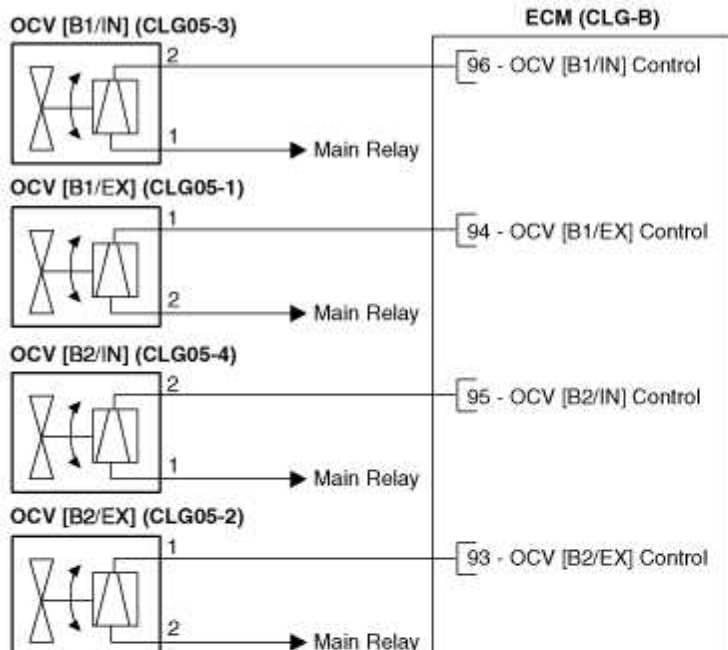 ECM (CLG-B)
OCV [B1/IN] (CLG05-3)
2
96 - OCV [B1/IN] Control
1
Main Relay
OCV [B1/EX] (CLG05-1)
1
94 - OCV [B1/EX] Control
2
Main Relay
OCV [B2/IN] (CLG05-4)
2
95 - OCV [B2/IN] Control
1
Main Relay
OCV [B2/EX] (CLG05-2)
1
93 - OCV [B2/EX] Control
2
Main Relay